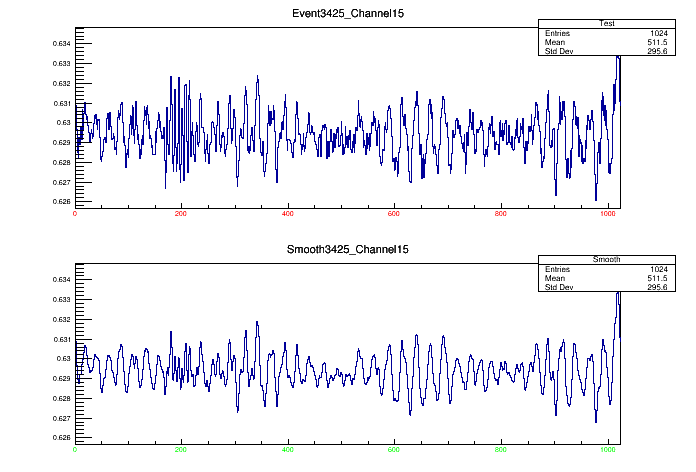 Event3425_Channel15
Test
Entries 1024
Mean 511.5
Std Dev 295.6
0.634
0.633
0.632
0.631
0.63
0.629
0.628
0.627
0.626
0 200 400 600 800 1000
Smooth3425_Channel15
Smooth
Entries 1024
Mean 511.5
Std Dev 295.6
0.634
0.633
0.632
0.631
0.63
0.629
0.628
0.627
0.626
0 200 400 600 800 1000